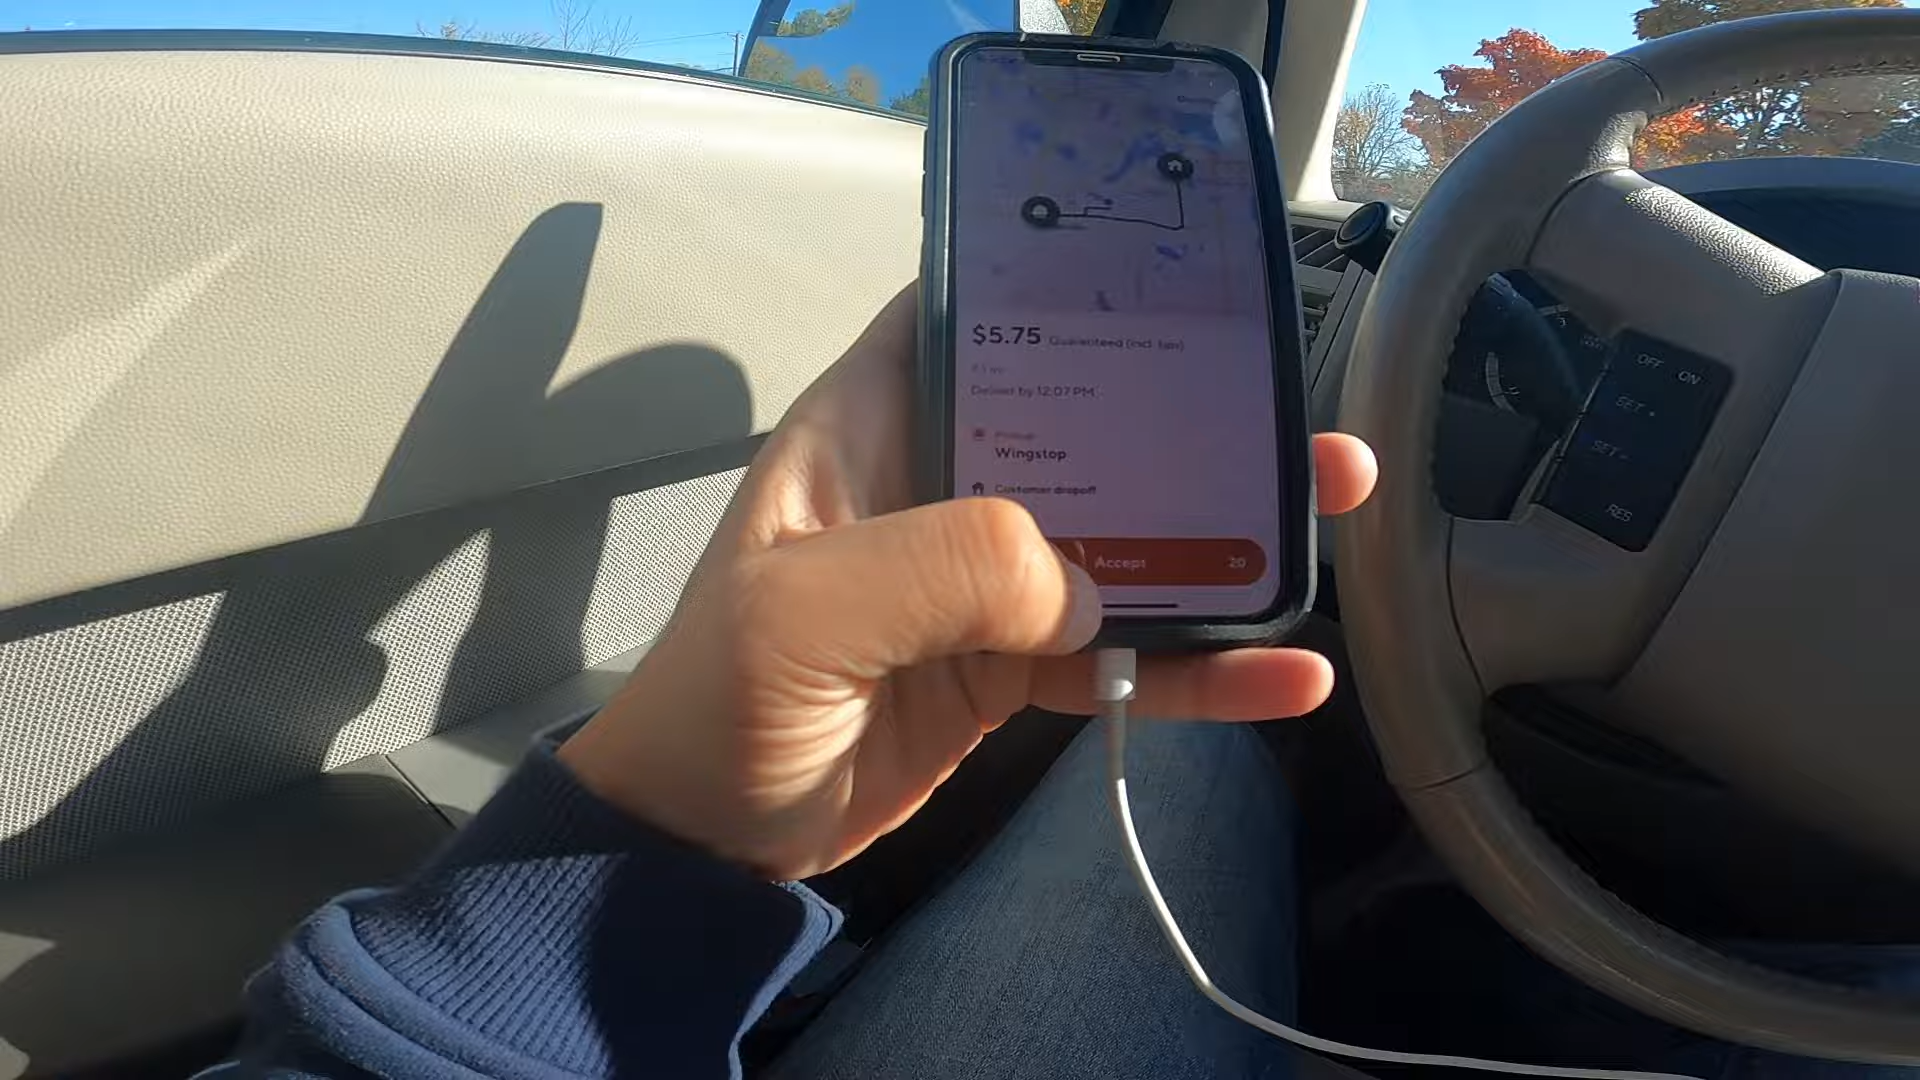 $5.75 Guaranteed (incl. tips)
Deliver by 12:07 PM
Pickup
Wingstop
Customer dropoff
Accept 20
OFF ON
SET +
SET -
RES